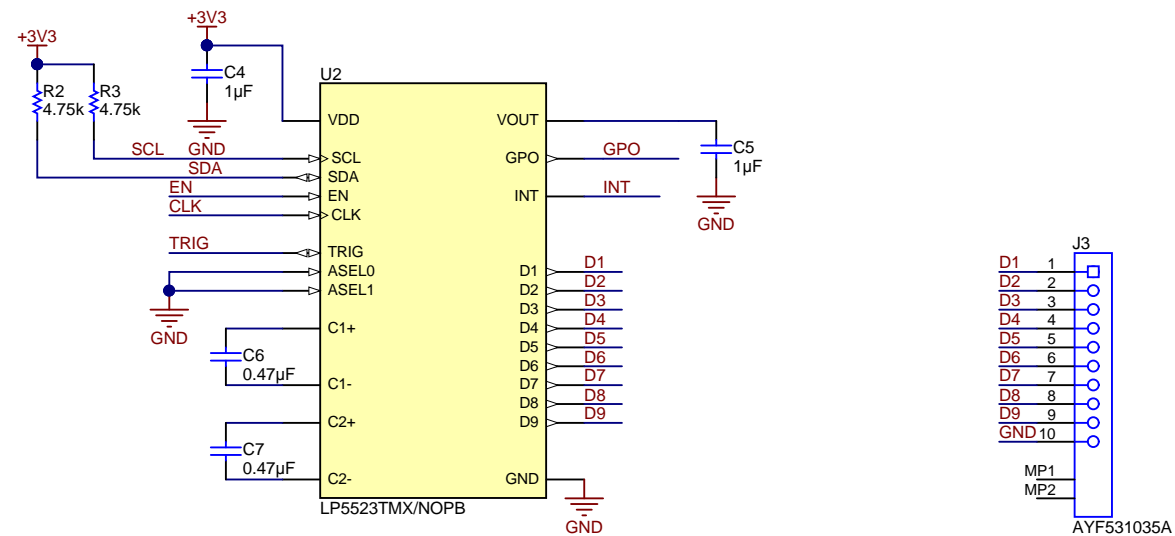 +3V3
+3V3
R2
4.75k
R3
4.75k
C4
1µF
GND
U2
LP5523TMX/NOPB
VDD
SCL
SDA
EN
CLK
TRIG
ASEL0
ASEL1
C1+
C1-
C2+
C2-
VOUT
GPO
INT
D1
D2
D3
D4
D5
D6
D7
D8
D9
GND
SCL
SDA
EN
CLK
TRIG
GND
C6
0.47µF
C7
0.47µF
GPO
INT
C5
1µF
GND
D1
D2
D3
D4
D5
D6
D7
D8
D9
GND
J3
D1 1
D2 2
D3 3
D4 4
D5 5
D6 6
D7 7
D8 8
D9 9
GND 10
MP1
MP2
AYF531035A